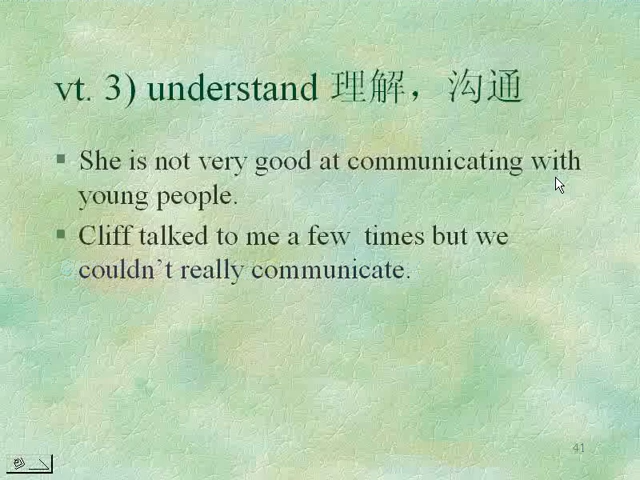 vt. 3) understand 理解，沟通
She is not very good at communicating with
young people.
Cliff talked to me a few  times but we
couldn’t really communicate.
41